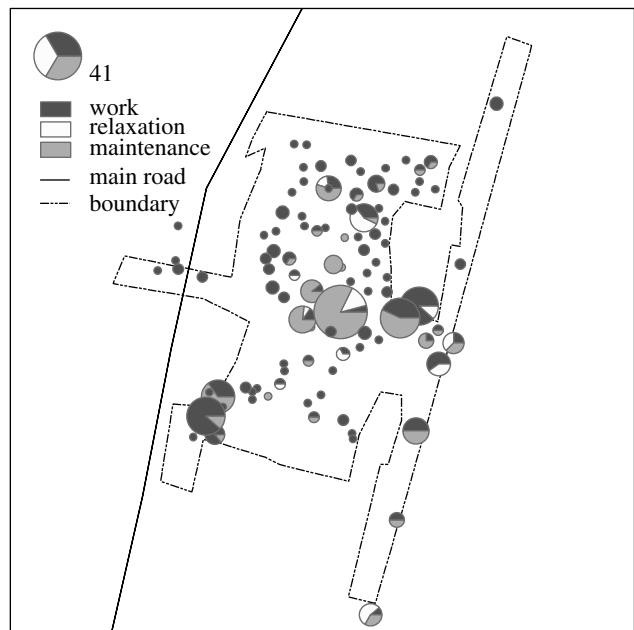 41
work
relaxation
maintenance
main road
boundary